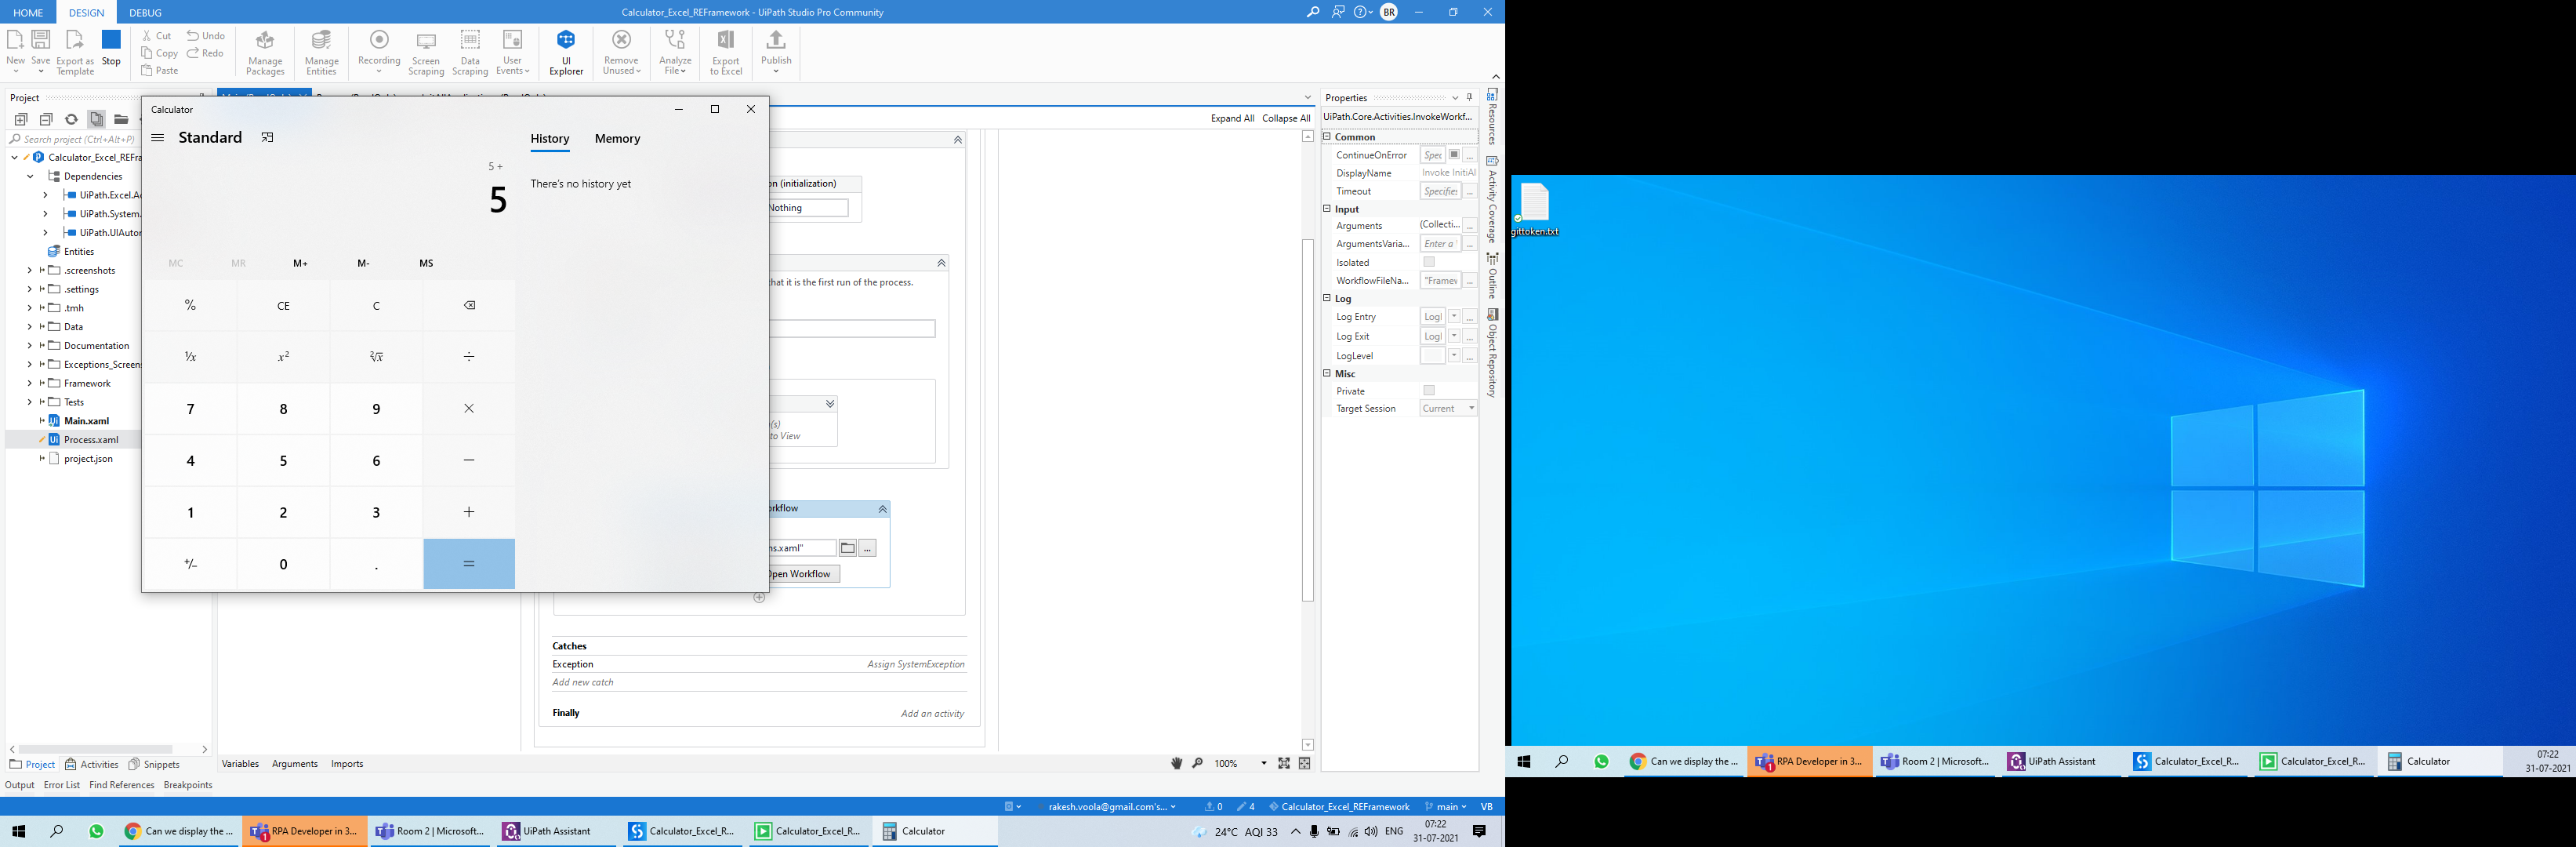 HOME DESIGN DEBUG
Calculator_Excel_REFramework - UiPath Studio Pro Community
BR
New
Save
Export as Template
Stop
Cut
Copy
Paste
Undo
Redo
Manage Packages
Manage Entities
Recording
Screen Scraping
Data Scraping
User Events
UI Explorer
Remove Unused
Analyze File
Export to Excel
Publish
Project
Search project (Ctrl+Alt+P)
Calculator_Excel_REFra
Dependencies
UiPath.Excel.Ac
UiPath.System.
UiPath.UIAutor
Entities
.screenshots
.settings
.tmh
Data
Documentation
Exceptions_Screens
Framework
Tests
Main.xaml
Process.xaml
project.json
Project Activities Snippets
Calculator
Standard
History Memory
There's no history yet
5 +
5
MC MR M+ M- MS
% CE C
¹/x x² ²√x ÷
7 8 9 ×
4 5 6 −
1 2 3 +
+/− 0 . =
Expand All Collapse All
on (initialization)
Nothing
hat it is the first run of the process.
n(s)
to View
orkflow
ns.xaml"
...
Open Workflow
Catches
Exception Assign SystemException
Add new catch
Finally Add an activity
Variables Arguments Imports
100%
Properties
UiPath.Core.Activities.InvokeWorkf...
Common
ContinueOnError Spec ...
DisplayName Invoke InitiAl
Timeout Specifies ...
Input
Arguments (Collecti... ...
ArgumentsVaria... Enter a ...
Isolated
WorkflowFileNa... "Framew ...
Log
Log Entry Logl ...
Log Exit Logl ...
LogLevel ...
Misc
Private
Target Session Current
Resources
Activity Coverage
Outline
Object Repository
Output Error List Find References Breakpoints
rakesh.voola@gmail.com's... 0 4 Calculator_Excel_REFramework main VB
Can we display the ...
RPA Developer in 3...
Room 2 | Microsoft...
UiPath Assistant
Calculator_Excel_R...
Calculator_Excel_R...
Calculator
24°C AQI 33
ENG
07:22
31-07-2021
gittoken.txt
Can we display the ...
RPA Developer in 3...
Room 2 | Microsoft...
UiPath Assistant
Calculator_Excel_R...
Calculator_Excel_R...
Calculator
07:22
31-07-2021